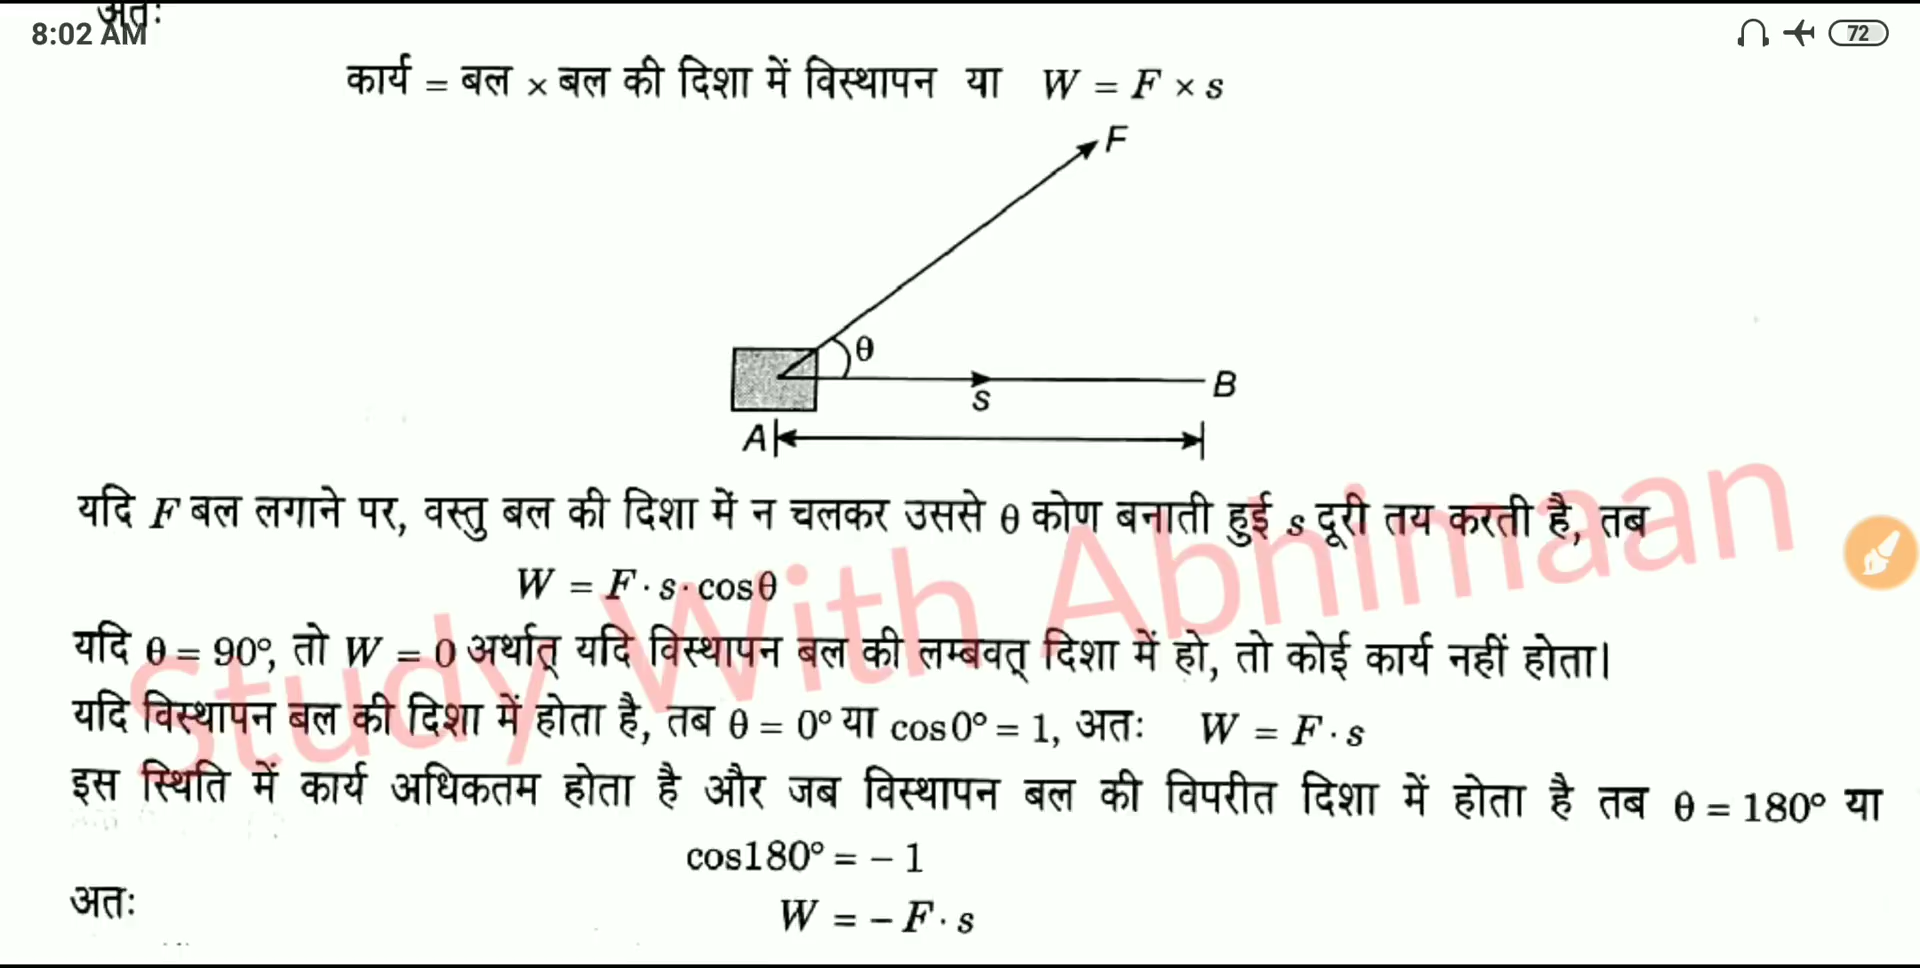 अतः
8:02 AM
72
कार्य = बल × बल की दिशा में विस्थापन या W = F × s
F
θ
B
s
A
यदि F बल लगाने पर, वस्तु बल की दिशा में न चलकर उससे θ कोण बनाती हुई s दूरी तय करती है, तब
W = F · s · cosθ
यदि θ = 90°, तो W = 0 अर्थात् यदि विस्थापन बल की लम्बवत् दिशा में हो, तो कोई कार्य नहीं होता।
यदि विस्थापन बल की दिशा में होता है, तब θ = 0° या cos0° = 1, अतः W = F · s
इस स्थिति में कार्य अधिकतम होता है और जब विस्थापन बल की विपरीत दिशा में होता है तब θ = 180° या
cos180° = – 1
अतः
W = – F · s
Study With Abhimaan